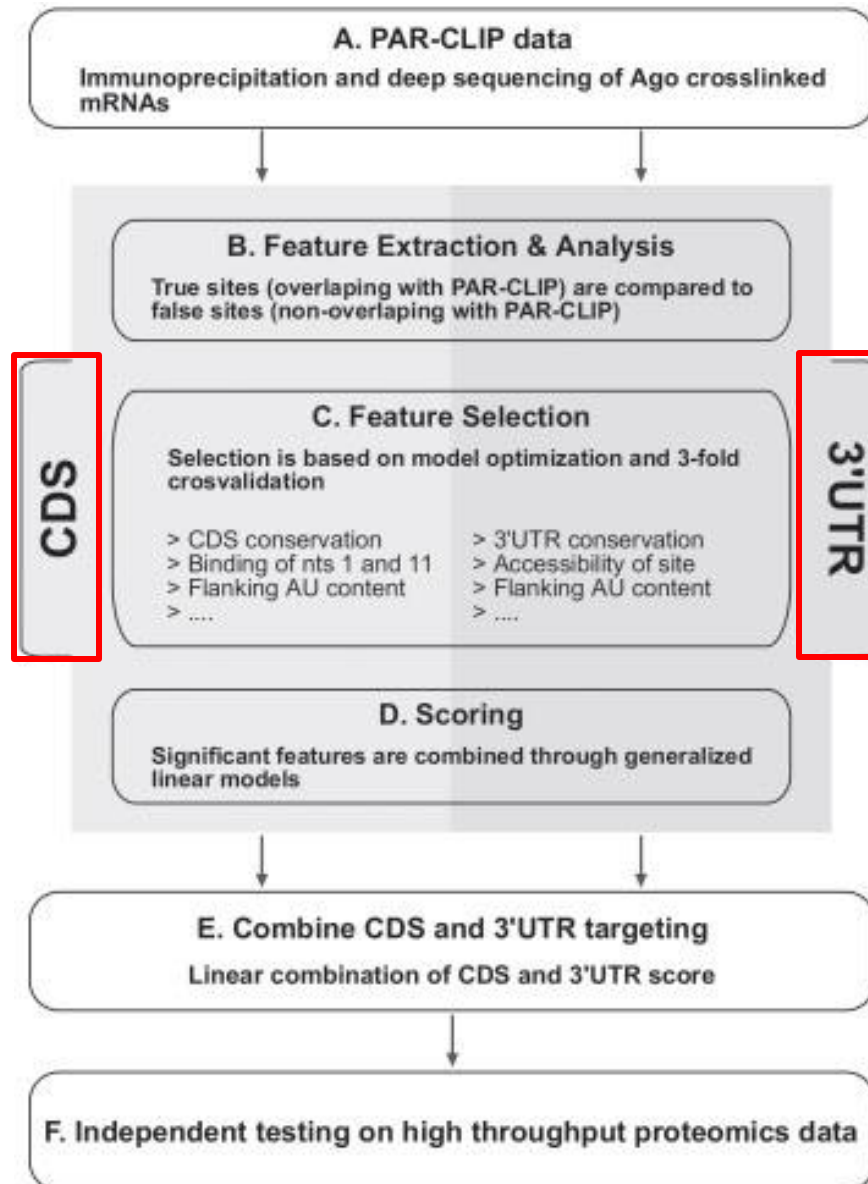 A. PAR-CLIP data
Immunoprecipitation and deep sequencing of Ago crosslinked
mRNAs
B. Feature Extraction & Analysis
True sites (overlaping with PAR-CLIP) are compared to
false sites (non-overlaping with PAR-CLIP)
CDS
C. Feature Selection
Selection is based on model optimization and 3-fold
crosvalidation
> CDS conservation
> Binding of nts 1 and 11
> Flanking AU content
> ....
> 3'UTR conservation
> Accessibility of site
> Flanking AU content
> ....
3'UTR
D. Scoring
Significant features are combined through generalized
linear models
E. Combine CDS and 3'UTR targeting
Linear combination of CDS and 3'UTR score
F. Independent testing on high throughput proteomics data